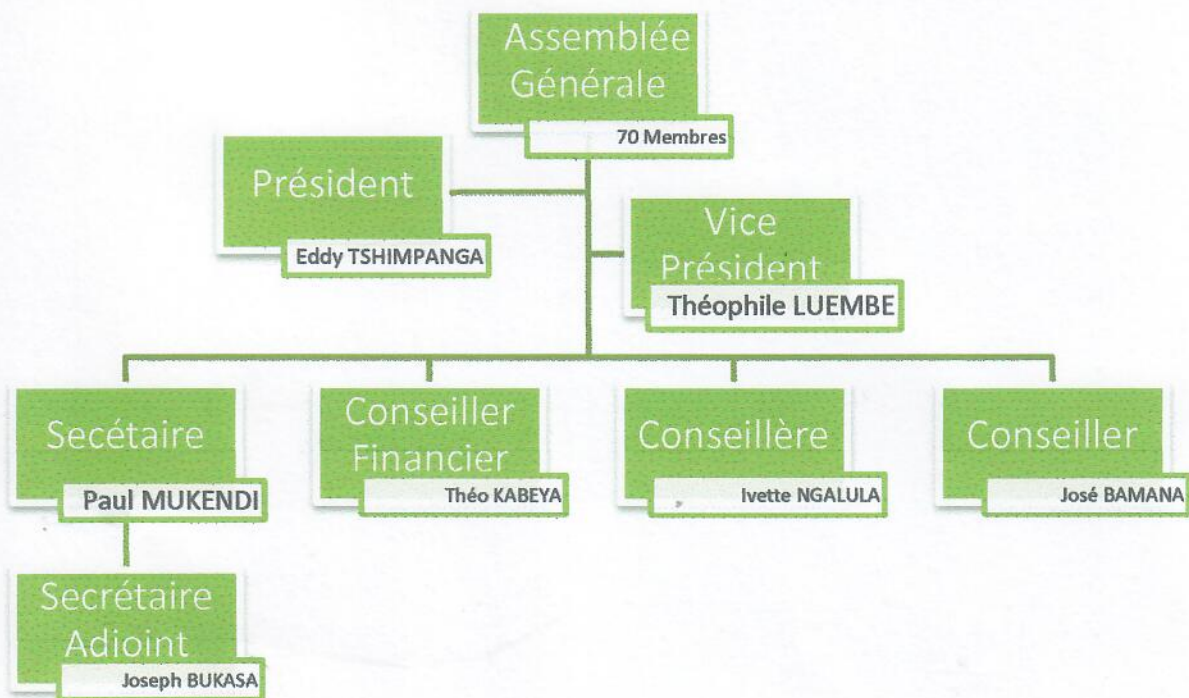 Assemblée
Générale
70 Membres
Président
Eddy TSHIMPANGA
Vice
Président
Théophile LUEMBE
Secétaire
Paul MUKENDI
Conseiller
Financier
Théo KABEYA
Conseillère
Ivette NGALULA
Conseiller
José BAMANA
Secrétaire
Adjoint
Joseph BUKASA